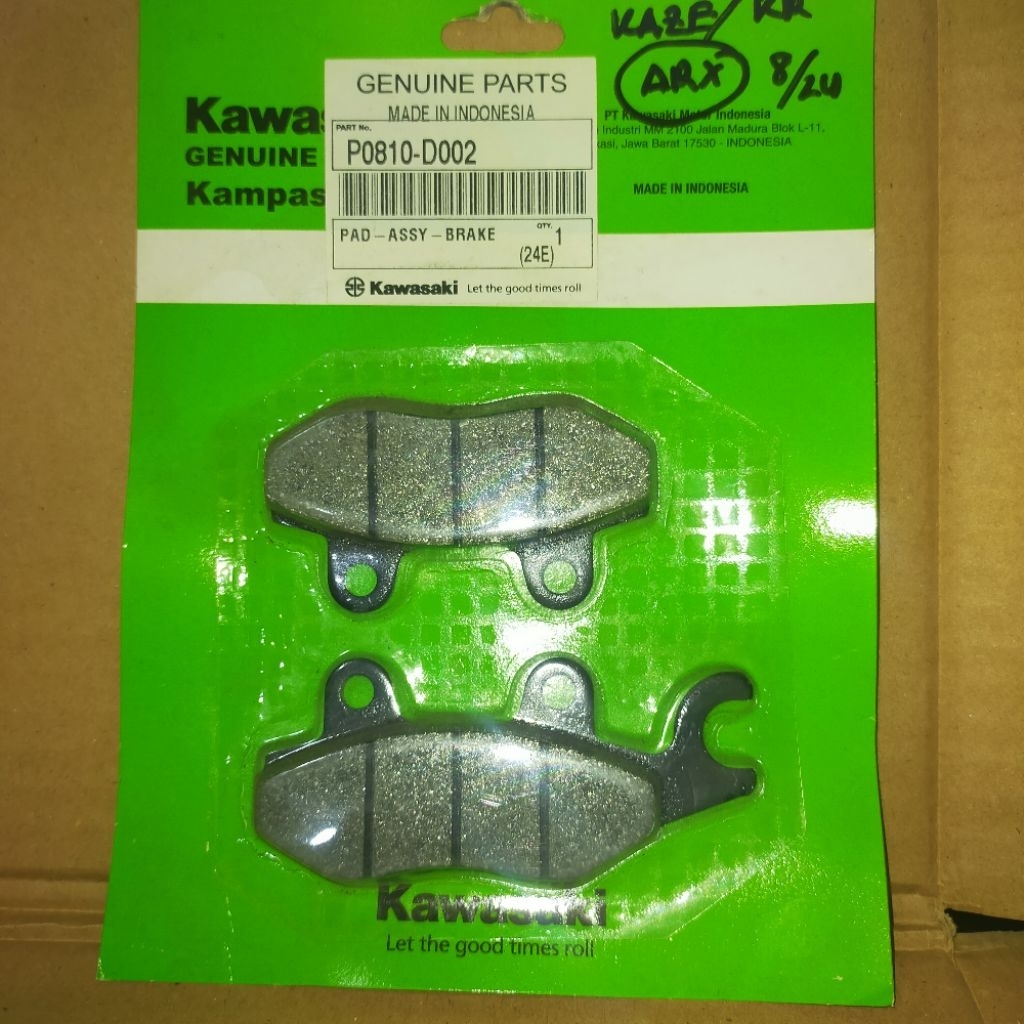 KAZE/KR
ARX 8/24
GENUINE PARTS
MADE IN INDONESIA
PART No.
P0810-D002
PAD-ASSY-BRAKE
QTY. 1
(24E)
Kawasaki Let the good times roll
Kawas
GENUINE
Kampas
PT Kawasaki Motor Indonesia
Industri MM 2100 Jalan Madura Blok L-11,
kasi, Jawa Barat 17530 - INDONESIA
MADE IN INDONESIA
Kawasaki
Let the good times roll